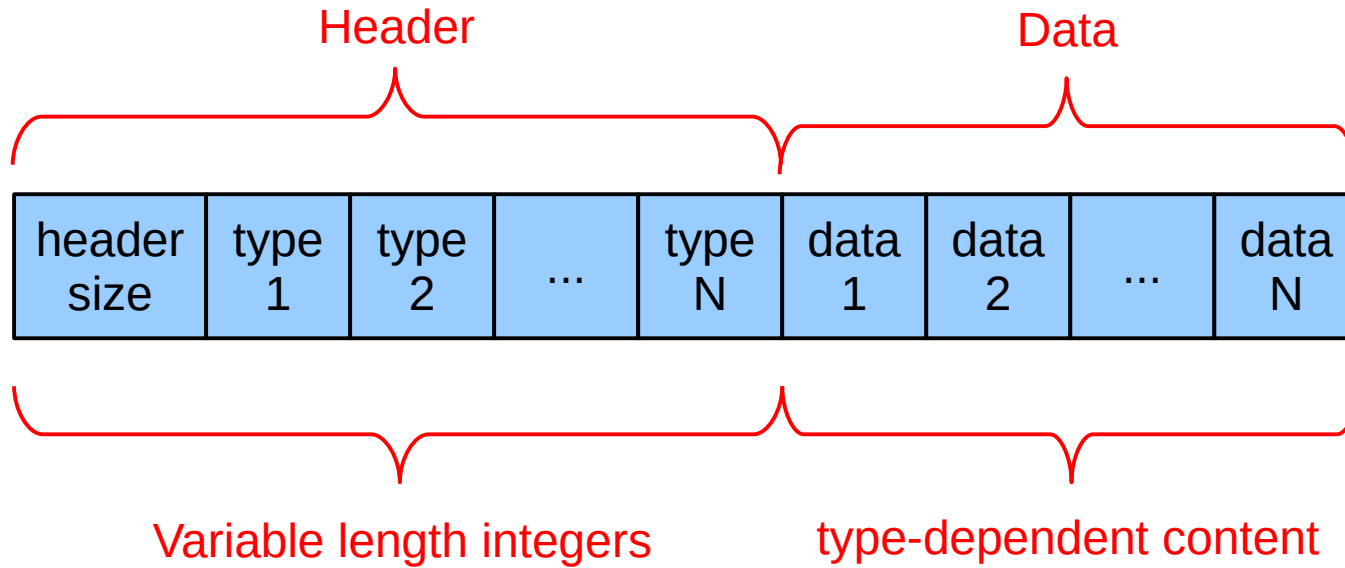 Header
Data
header size
type 1
type 2
...
type N
data 1
data 2
...
data N
Variable length integers
type-dependent content